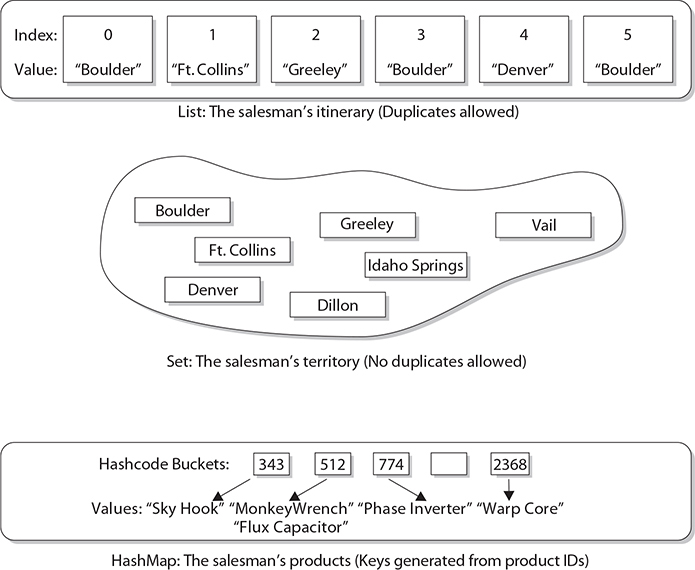 Index: 0 1 2 3 4 5
Value: “Boulder” “Ft. Collins” “Greeley” “Boulder” “Denver” “Boulder”
List: The salesman’s itinerary (Duplicates allowed)
Boulder
Greeley
Vail
Ft. Collins
Idaho Springs
Denver
Dillon
Set: The salesman’s territory (No duplicates allowed)
Hashcode Buckets: 343 512 774 2368
Values: “Sky Hook” “MonkeyWrench” “Phase Inverter” “Warp Core”
“Flux Capacitor”
HashMap: The salesman’s products (Keys generated from product IDs)